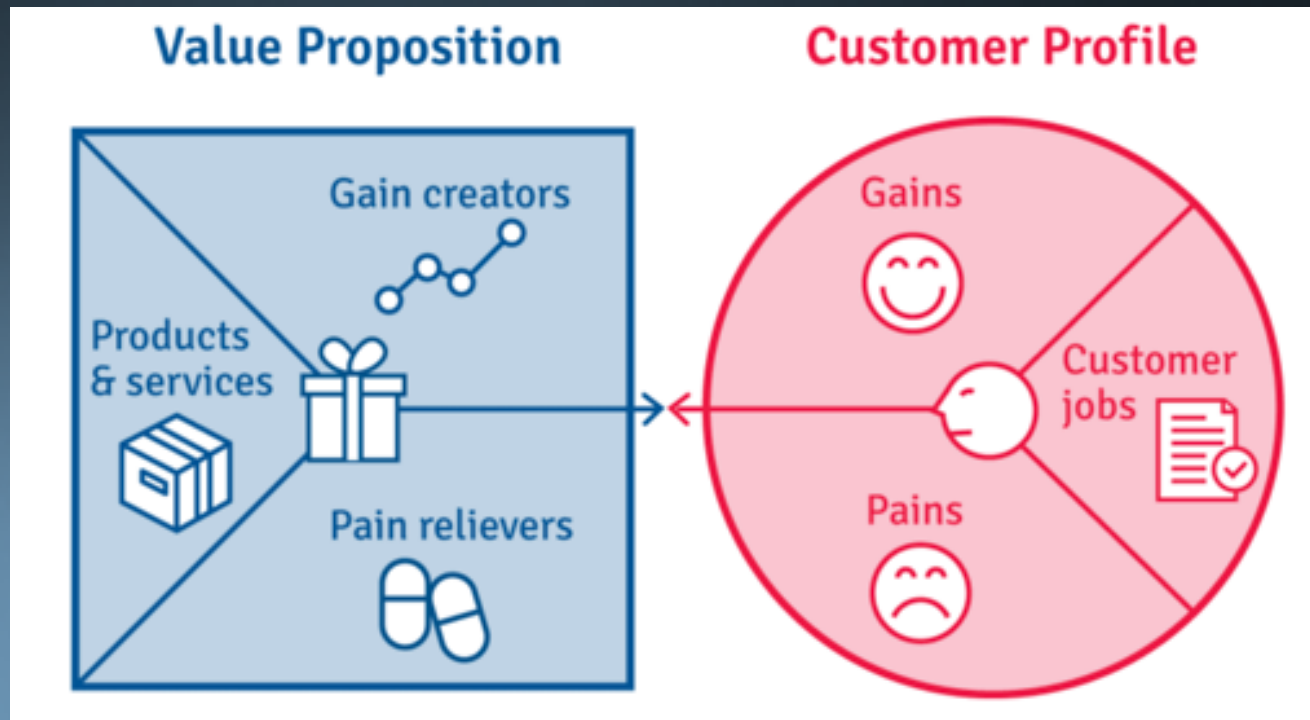 Value Proposition
Customer Profile
Gain creators
Products
& services
Pain relievers
Gains
Customer
jobs
Pains